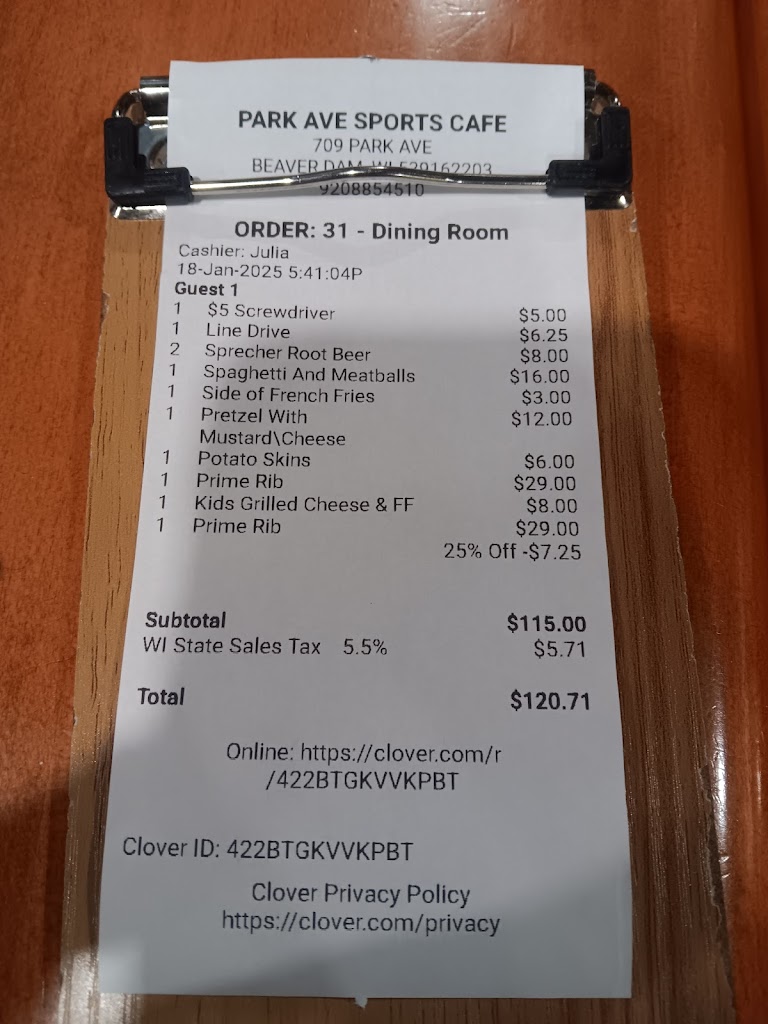 PARK AVE SPORTS CAFE
709 PARK AVE
BEAVER DAM, WI 539162203
9208854510
ORDER: 31 - Dining Room
Cashier: Julia
18-Jan-2025 5:41:04P
Guest 1
1 $5 Screwdriver $5.00
1 Line Drive $6.25
2 Sprecher Root Beer $8.00
1 Spaghetti And Meatballs $16.00
1 Side of French Fries $3.00
1 Pretzel With $12.00
Mustard\Cheese
1 Potato Skins $6.00
1 Prime Rib $29.00
1 Kids Grilled Cheese & FF $8.00
1 Prime Rib $29.00
25% Off -$7.25
Subtotal $115.00
WI State Sales Tax 5.5% $5.71
Total $120.71
Online: https://clover.com/r
/422BTGKVVKPBT
Clover ID: 422BTGKVVKPBT
Clover Privacy Policy
https://clover.com/privacy